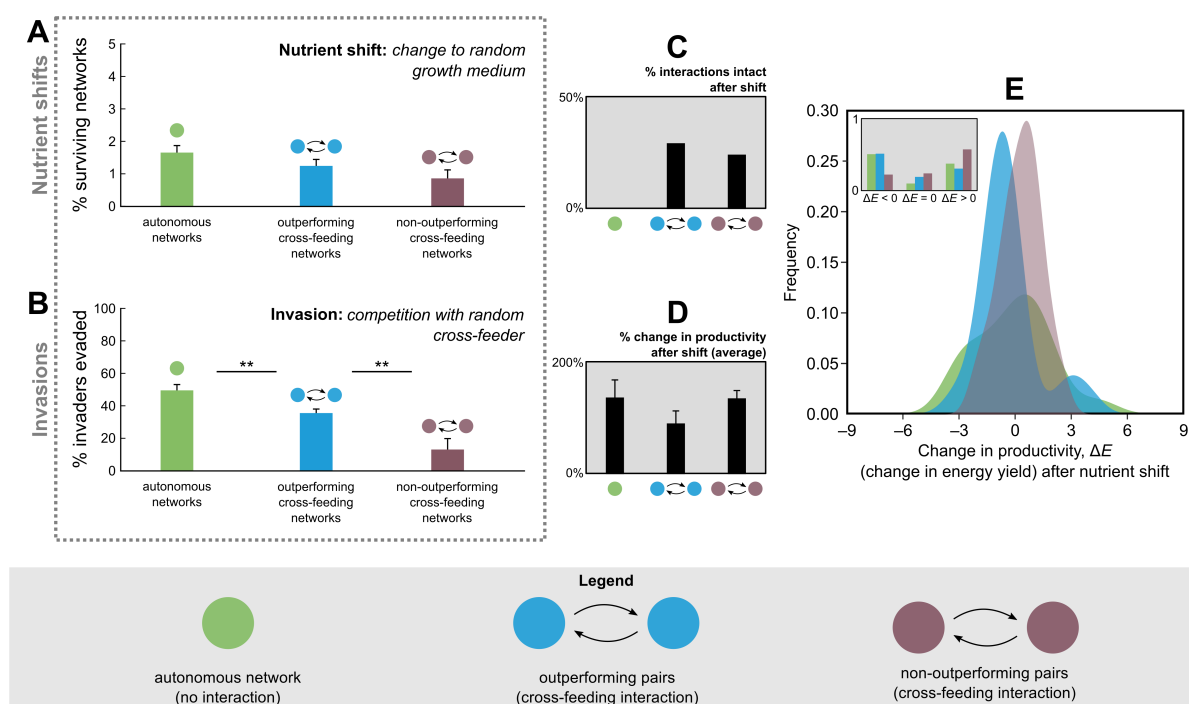 A
Nutrient shifts
% surviving networks
5
4
3
2
1
0
Nutrient shift: change to random
growth medium
autonomous
networks
outperforming
cross-feeding
networks
non-outperforming
cross-feeding
networks
B
Invasions
% invaders evaded
100
80
60
40
20
0
Invasion: competition with random
cross-feeder
**
**
autonomous
networks
outperforming
cross-feeding
networks
non-outperforming
cross-feeding
networks
C
% interactions intact
after shift
50%
0%
D
% change in productivity
after shift (average)
200%
0%
E
Frequency
0.30
0.25
0.20
0.15
0.10
0.05
0.00
1
0
ΔE < 0 ΔE = 0 ΔE > 0
–9 –6 –3 0 3 6 9
Change in productivity, ΔE
(change in energy yield) after nutrient shift
Legend
autonomous network
(no interaction)
outperforming pairs
(cross-feeding interaction)
non-outperforming pairs
(cross-feeding interaction)